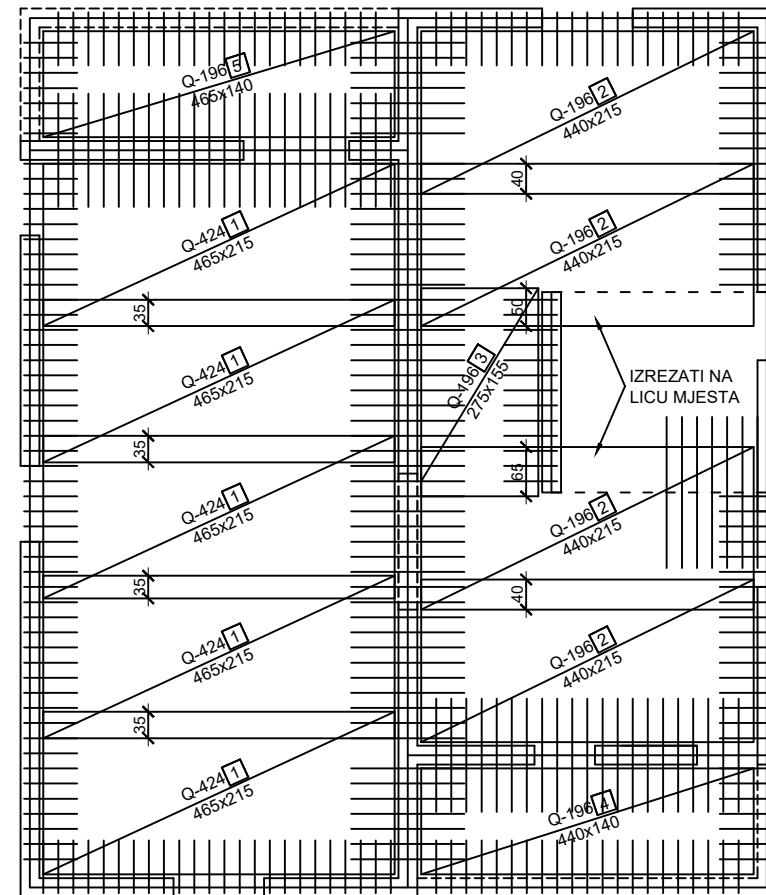 Q-196 5
465x140
Q-424 1
465x215
35
Q-424 1
465x215
35
Q-424 1
465x215
35
Q-424 1
465x215
35
Q-424 1
465x215
Q-196 2
440x215
40
Q-196 2
440x215
50
Q-196 3
275x155
IZREZATI NA
LICU MJESTA
65
Q-196 2
440x215
40
Q-196 2
440x215
Q-196 4
440x140